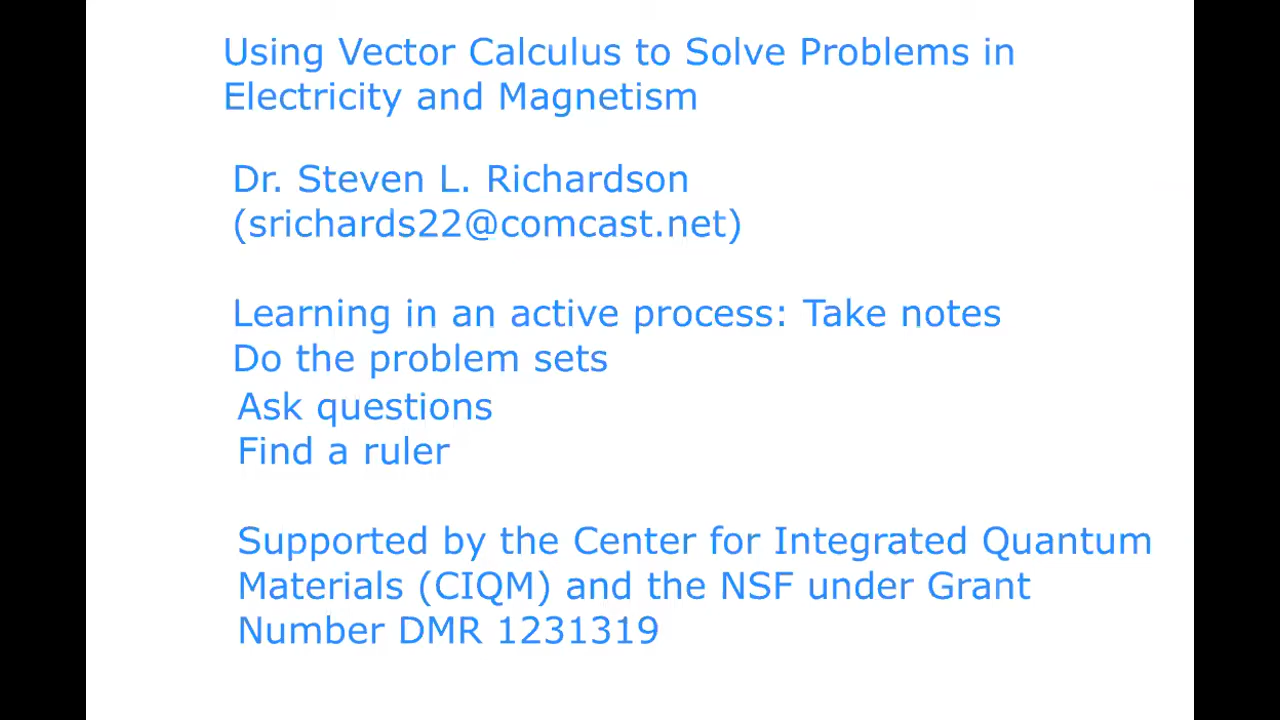 Using Vector Calculus to Solve Problems in
Electricity and Magnetism
Dr. Steven L. Richardson
(srichards22@comcast.net)
Learning in an active process: Take notes
Do the problem sets
Ask questions
Find a ruler
Supported by the Center for Integrated Quantum
Materials (CIQM) and the NSF under Grant
Number DMR 1231319